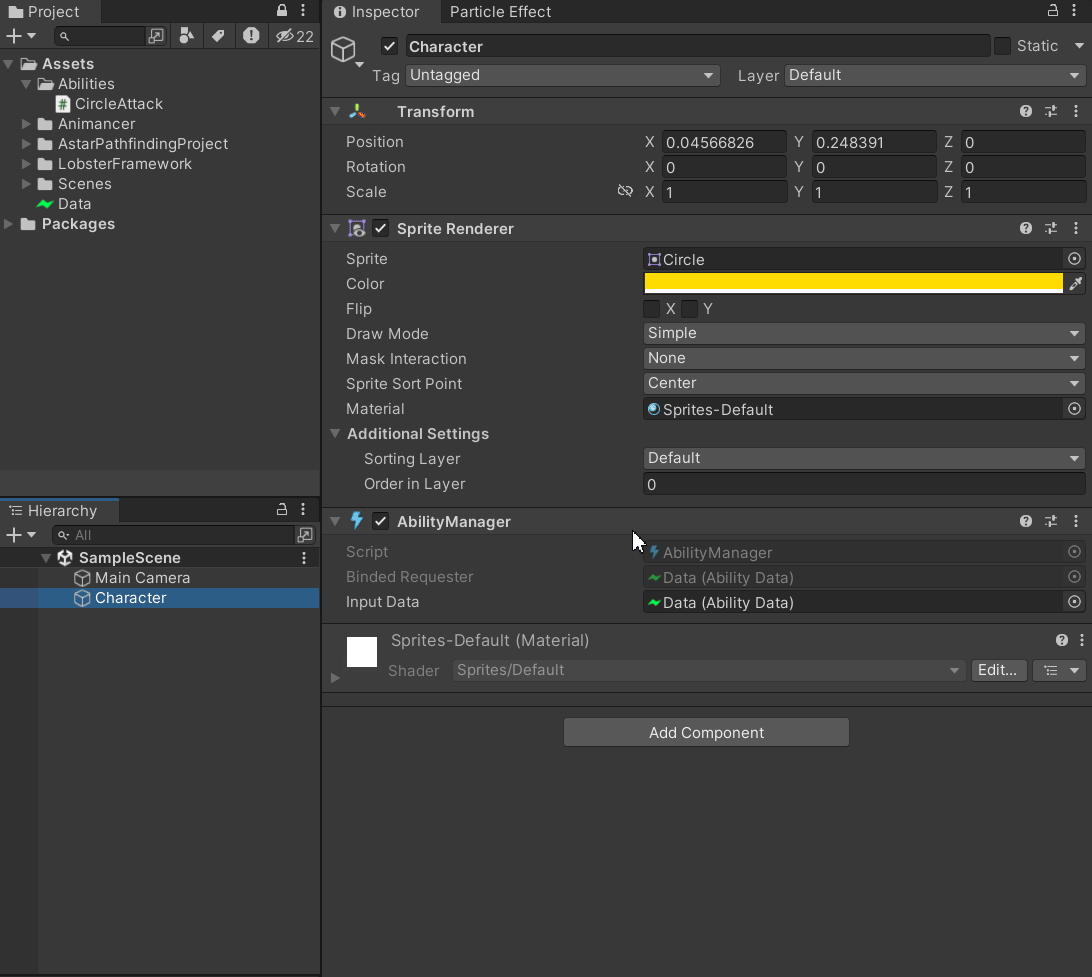 Project
22
Assets
Abilities
CircleAttack
Animancer
AstarPathfindingProject
LobsterFramework
Scenes
Data
Packages
Hierarchy
All
SampleScene
Main Camera
Character
Inspector Particle Effect
Character Static
Tag Untagged Layer Default
Transform
Position X 0.04566826 Y 0.248391 Z 0
Rotation X 0 Y 0 Z 0
Scale X 1 Y 1 Z 1
Sprite Renderer
Sprite Circle
Color
Flip X Y
Draw Mode Simple
Mask Interaction None
Sprite Sort Point Center
Material Sprites-Default
Additional Settings
Sorting Layer Default
Order in Layer 0
AbilityManager
Script AbilityManager
Binded Requester Data (Ability Data)
Input Data Data (Ability Data)
Sprites-Default (Material)
Shader Sprites/Default Edit...
Add Component